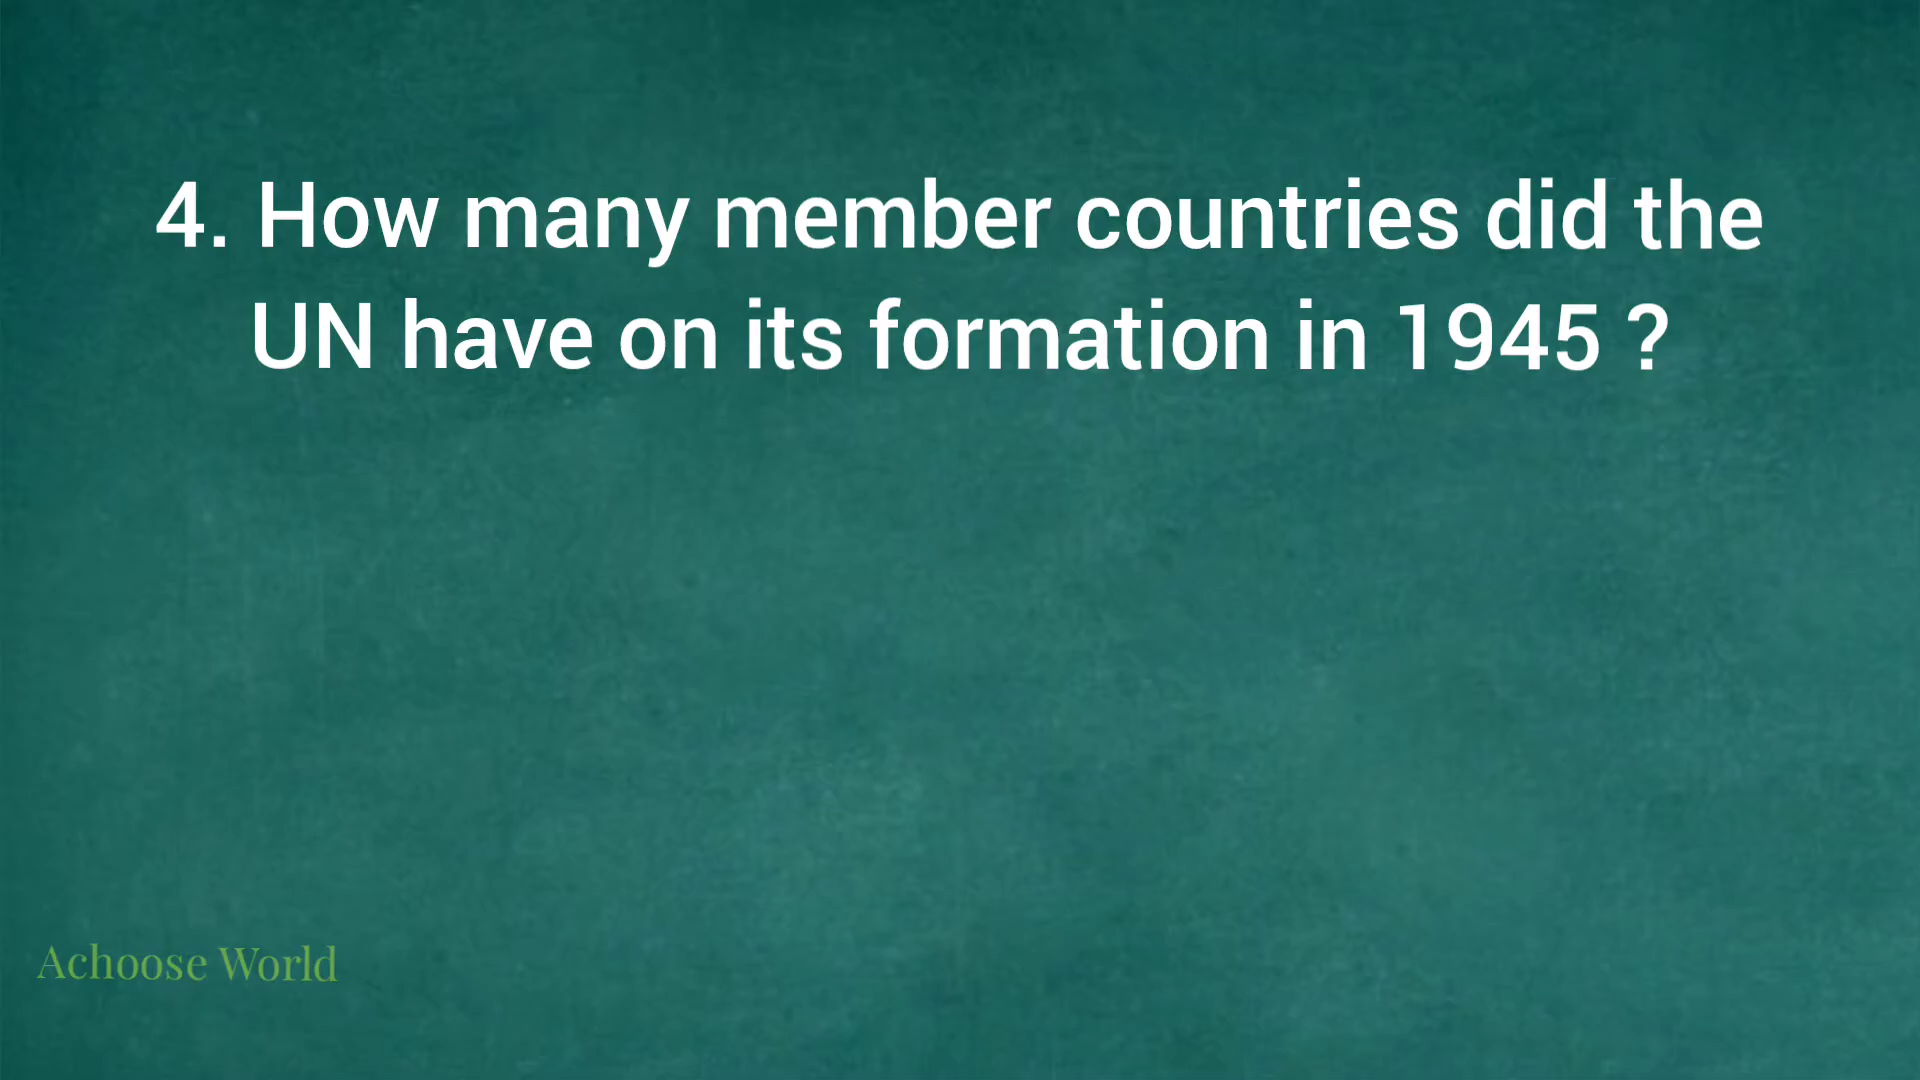 4. How many member countries did the
UN have on its formation in 1945 ?
Achoose World